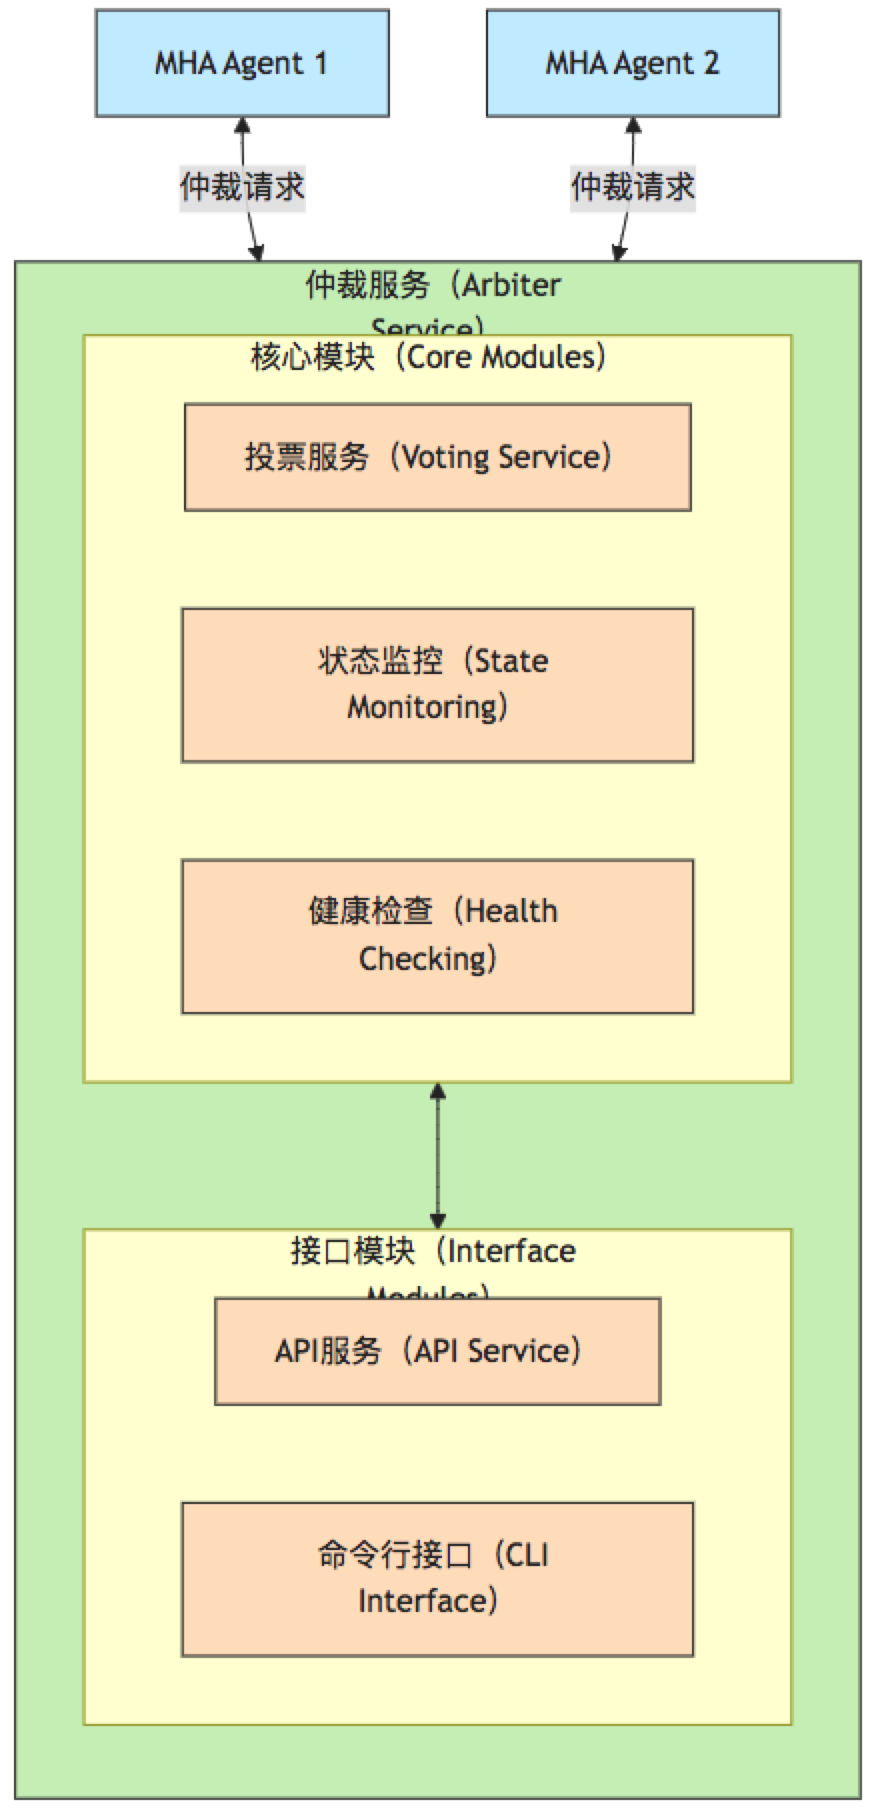 MHA Agent 1
MHA Agent 2
仲裁请求
仲裁请求
仲裁服务（Arbiter
Service）
核心模块（Core Modules）
投票服务（Voting Service）
状态监控（State
Monitoring）
健康检查（Health
Checking）
接口模块（Interface
Modules）
API服务（API Service）
命令行接口（CLI
Interface）